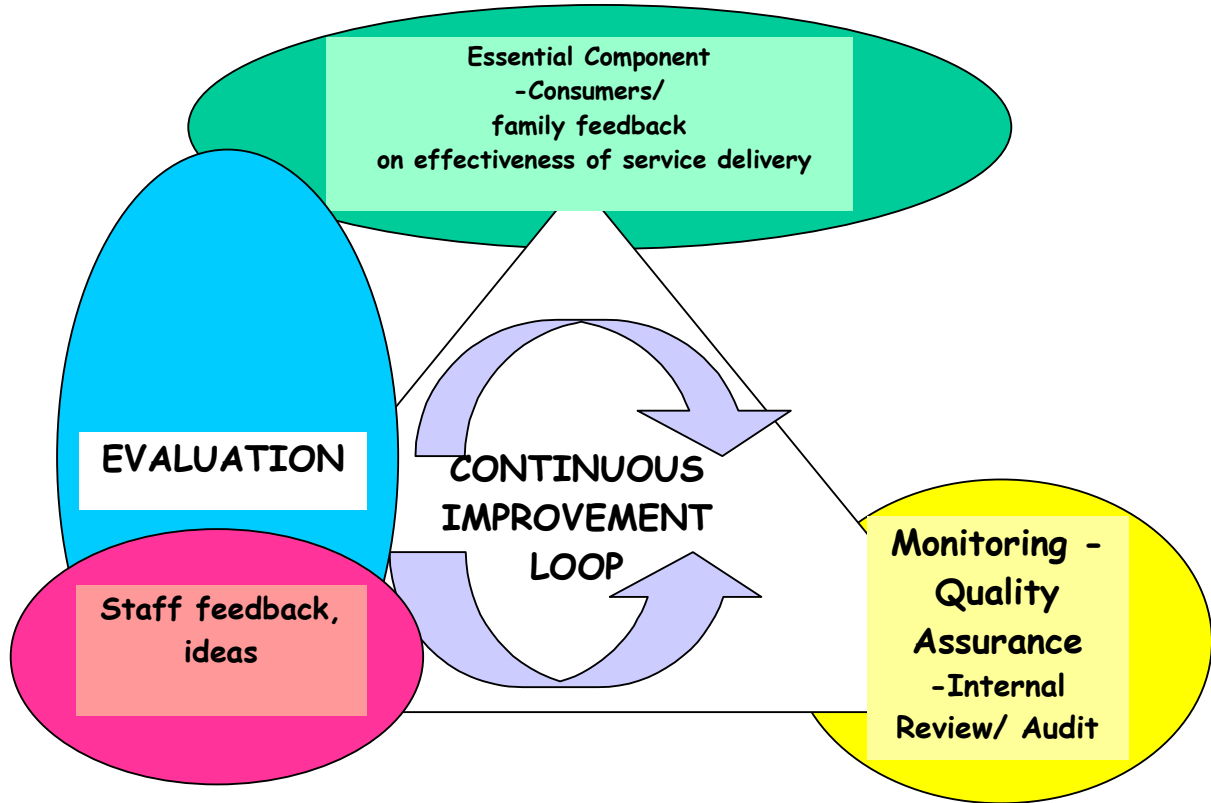 Essential Component
-Consumers/
family feedback
on effectiveness of service delivery
EVALUATION
CONTINUOUS
IMPROVEMENT
LOOP
Staff feedback,
ideas
Monitoring -
Quality
Assurance
-Internal
Review/ Audit